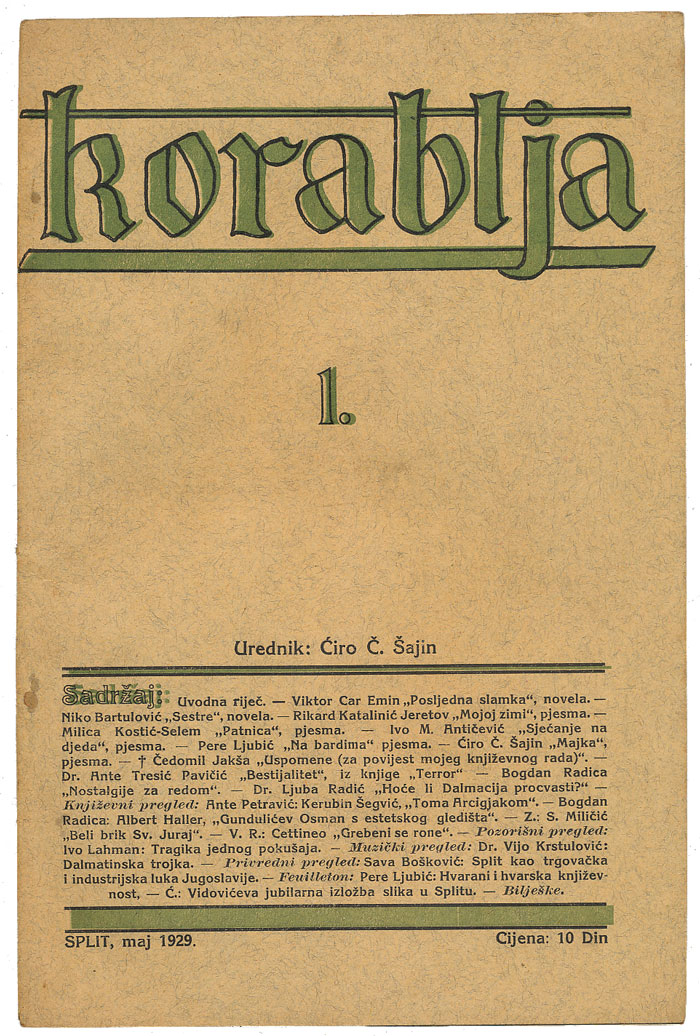 korablja
1.
Urednik: Ćiro Č. Šajin
Sadržaj: Uvodna riječ. — Viktor Car Emin „Posljedna slamka“, novela. —
Niko Bartulović „Sestre“, novela. — Rikard Katalinić Jeretov „Mojoj zimi“, pjesma. —
Milica Kostić-Selem „Patnica“, pjesma. — Ivo M. Antičević „Sjećanje na
djeda“, pjesma. — Pere Ljubić „Na bardima“ pjesma. — Ćiro Č. Šajin „Majka“,
pjesma. — † Čedomil Jakša „Uspomene (za povijest mojeg književnog rada)“. —
Dr. Ante Tresić Pavičić „Bestijalitet“, iz knjige „Terror“ — Bogdan Radica
„Nostalgije za redom“. — Dr. Ljuba Radić „Hoće li Dalmacija procvasti?“ —
Književni pregled: Ante Petravić: Kerubin Šegvić, „Toma Arcigjakom“. — Bogdan
Radica: Albert Haller, „Gundulićev Osman s estetskog gledišta“. — Z.: S. Miličić
„Beli brik Sv. Juraj“. — V. R.: Cettineo „Grebeni se rone“. — Pozorišni pregled:
Ivo Lahman: Tragika jednog pokušaja. — Muzički pregled: Dr. Vijo Krstulović:
Dalmatinska trojka. — Privredni pregled: Sava Bošković: Split kao trgovačka
i industrijska luka Jugoslavije. — Feuilleton: Pere Ljubić: Hvarani i hvarska književ-
nost, — Ć.: Vidovićeva jubilarna izložba slika u Splitu. — Bilješke.
SPLIT, maj 1929.
Cijena: 10 Din